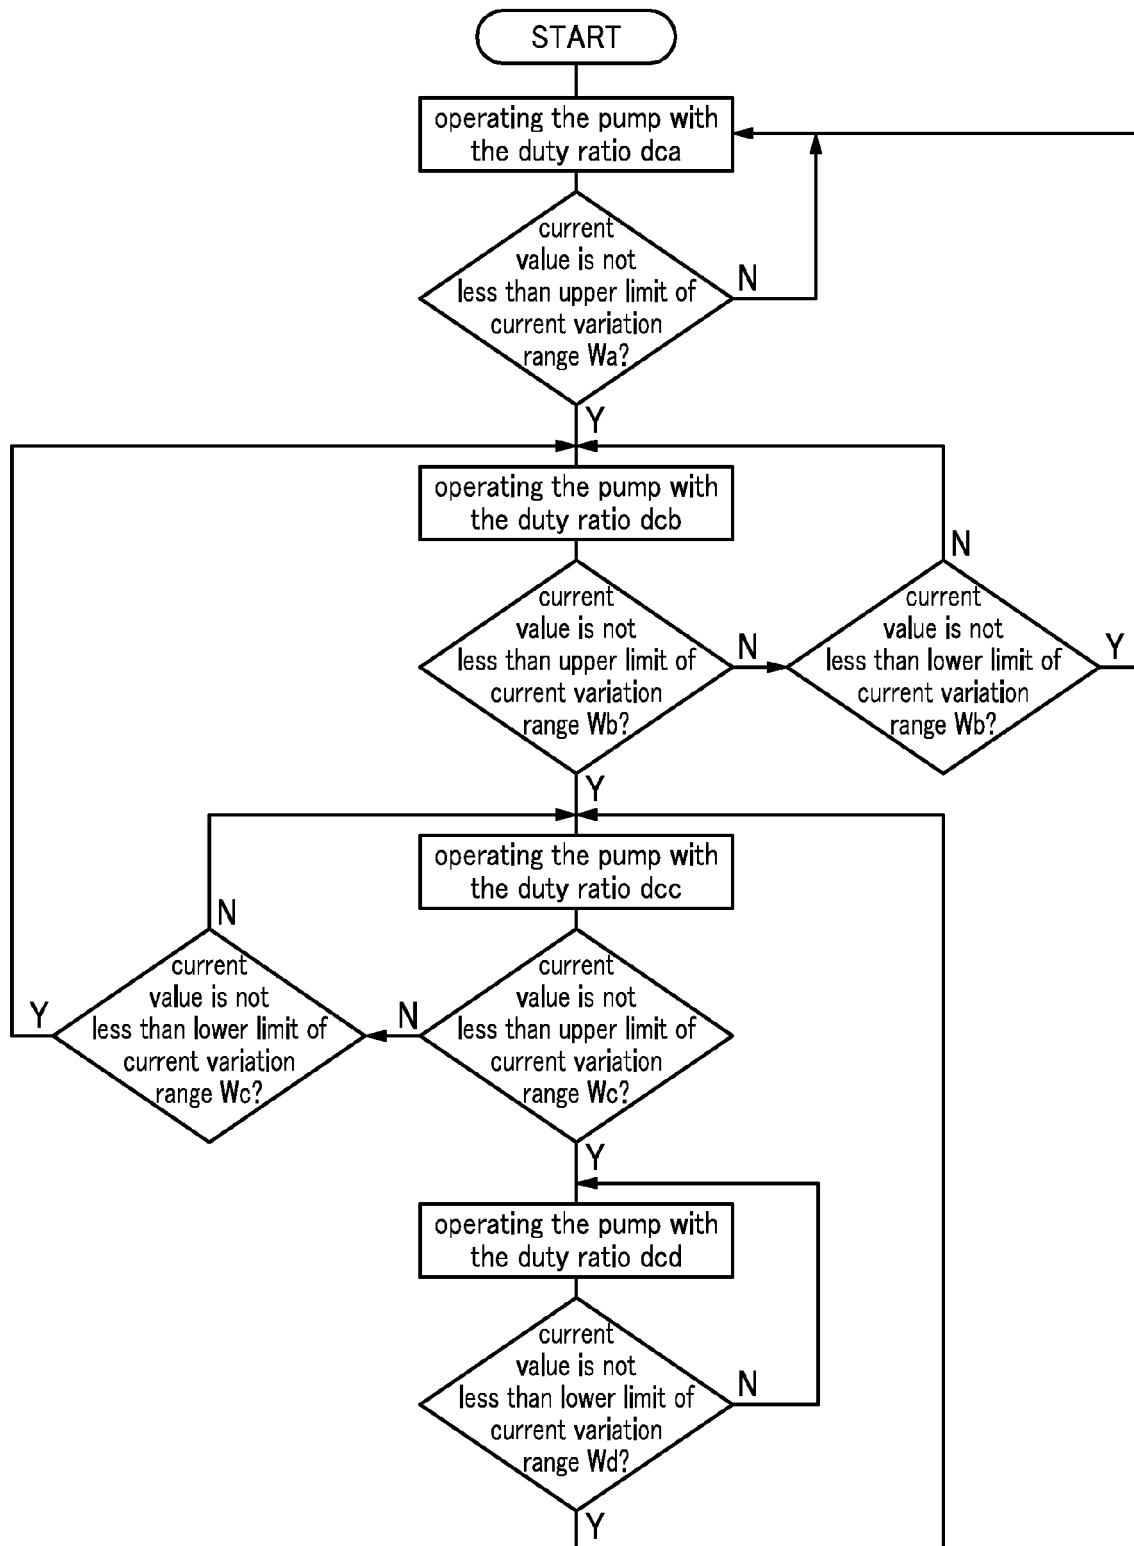 START
operating the pump with
the duty ratio dca
current
value is not
less than upper limit of
current variation
range Wa?
N
Y
operating the pump with
the duty ratio dcb
current
value is not
less than upper limit of
current variation
range Wb?
N
Y
current
value is not
less than lower limit of
current variation
range Wb?
N
Y
operating the pump with
the duty ratio dcc
current
value is not
less than upper limit of
current variation
range Wc?
N
Y
current
value is not
less than lower limit of
current variation
range Wc?
N
Y
operating the pump with
the duty ratio dcd
current
value is not
less than lower limit of
current variation
range Wd?
N
Y